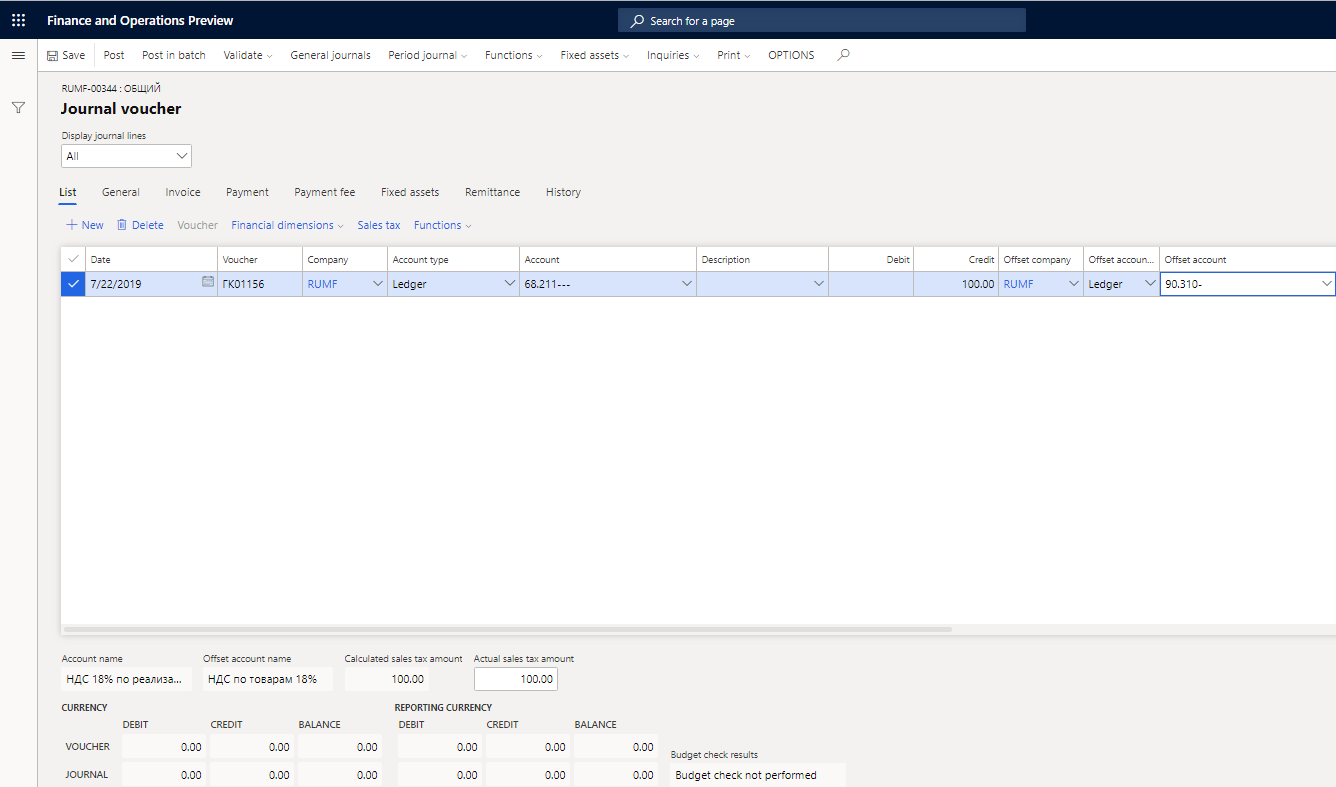 Finance and Operations Preview
Search for a page
Save Post Post in batch Validate General journals Period journal Functions Fixed assets Inquiries Print OPTIONS
RUMF-00344 : ОБЩИЙ
Journal voucher
Display journal lines
All
List General Invoice Payment Payment fee Fixed assets Remittance History
New Delete Voucher Financial dimensions Sales tax Functions
Date Voucher Company Account type Account Description Debit Credit Offset company Offset accoun... Offset account
7/22/2019 ГК01156 RUMF Ledger 68.211--- 100.00 RUMF Ledger 90.310-
Account name Offset account name Calculated sales tax amount Actual sales tax amount
НДС 18% по реализа... НДС по товарам 18% 100.00 100.00
CURRENCY REPORTING CURRENCY
DEBIT CREDIT BALANCE DEBIT CREDIT BALANCE
VOUCHER 0.00 0.00 0.00 0.00 0.00 0.00
Budget check results
JOURNAL 0.00 0.00 0.00 0.00 0.00 0.00 Budget check not performed